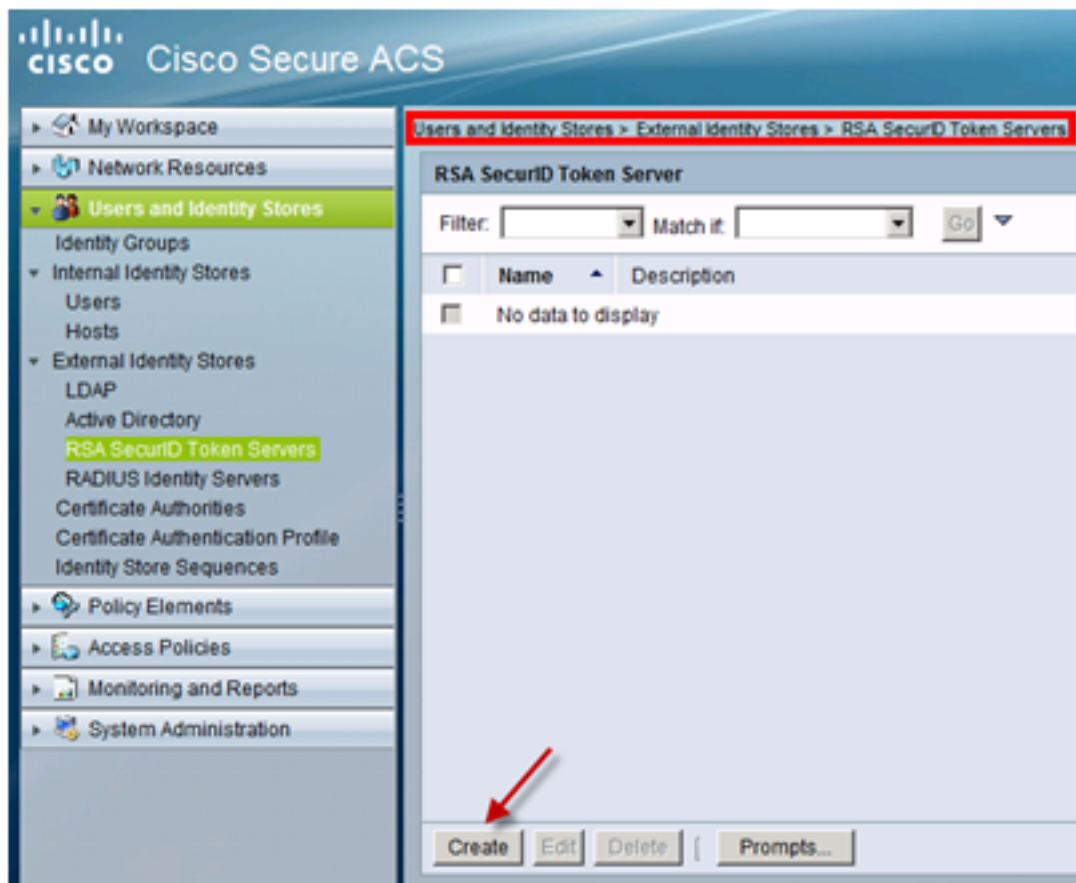 CISCO Cisco Secure ACS
My Workspace
Network Resources
Users and Identity Stores
Identity Groups
Internal Identity Stores
Users
Hosts
External Identity Stores
LDAP
Active Directory
RSA SecurID Token Servers
RADIUS Identity Servers
Certificate Authorities
Certificate Authentication Profile
Identity Store Sequences
Policy Elements
Access Policies
Monitoring and Reports
System Administration
Users and Identity Stores > External Identity Stores > RSA SecurID Token Servers
RSA SecurID Token Server
Filter: Match if: Go
Name Description
No data to display
Create Edit Delete | Prompts...